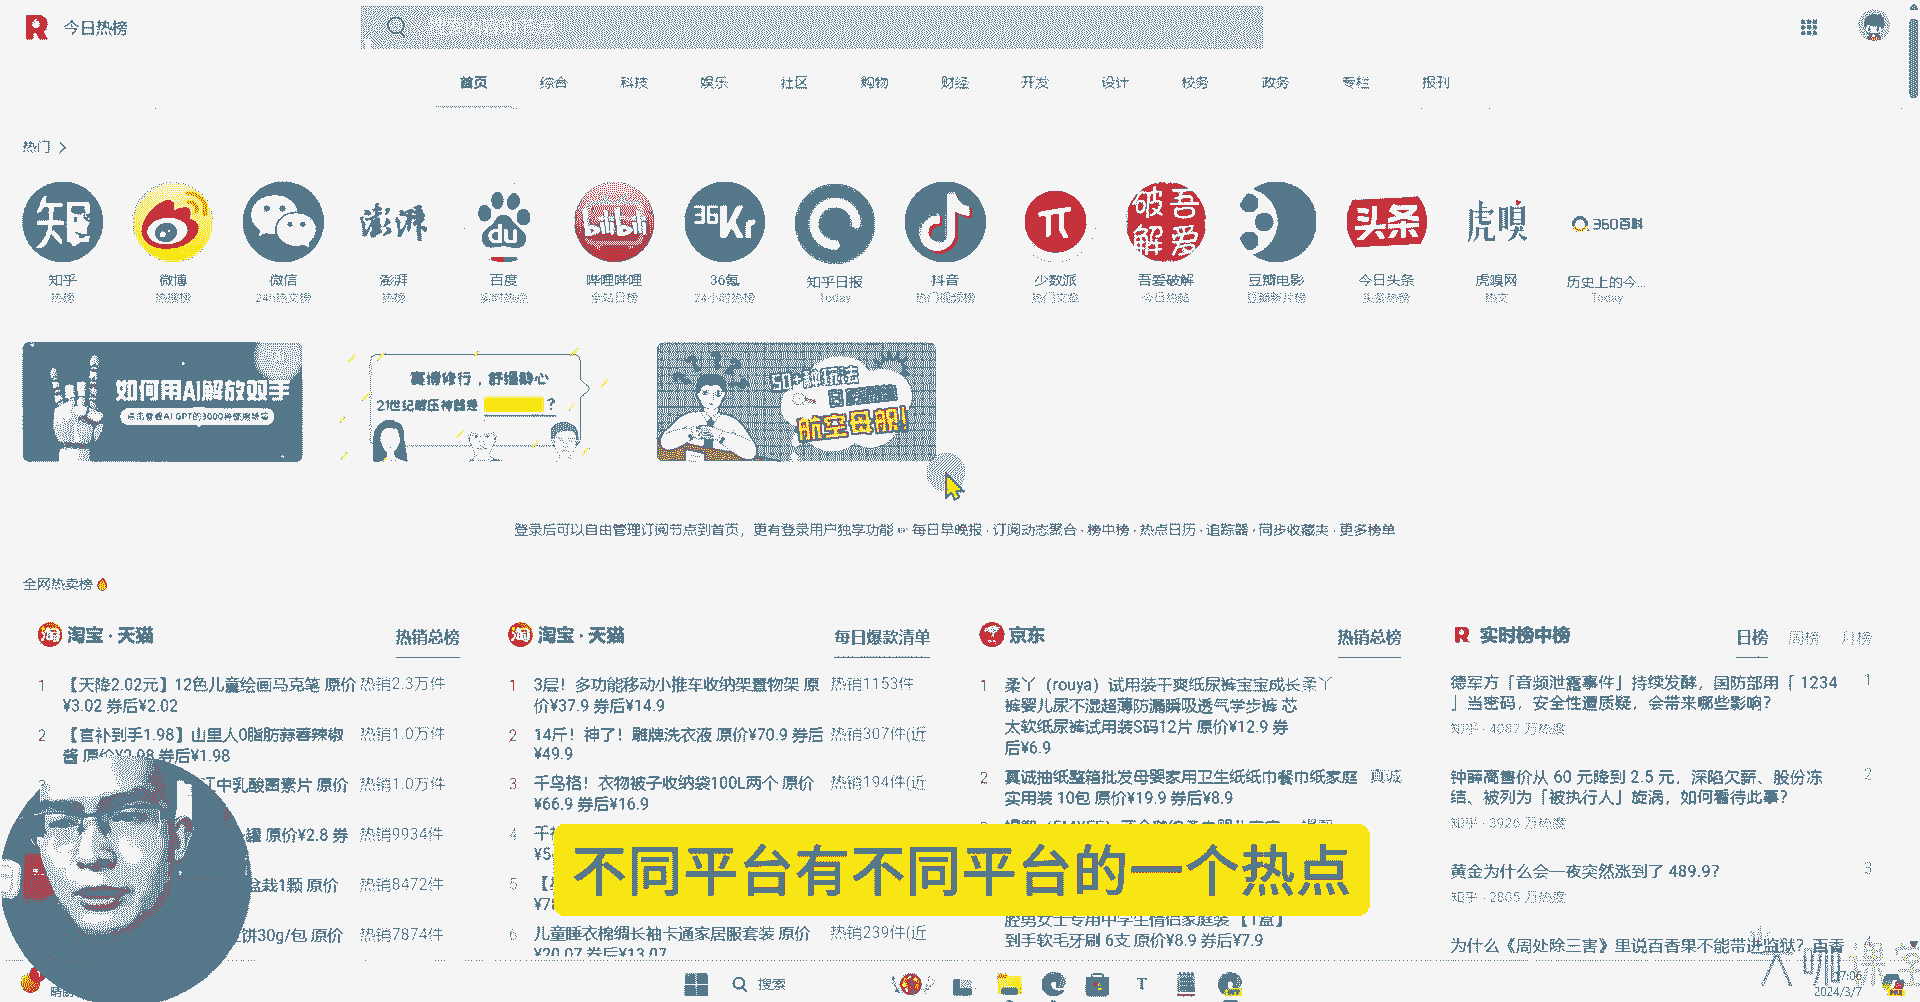 今日热榜
首页 综合 科技 娱乐 社区 购物 财经 开发 设计 校务 政务 专栏 报刊
热门
知 澎湃 du bilibili 36Kr 吾爱破解 头条 虎嗅 360百科
知乎 微博 微信 澎湃 百度 哔哩哔哩 36氪 知乎日报 抖音 少数派 吾爱破解 豆瓣电影 今日头条 虎嗅网 历史上的今...
热榜 热搜榜 24h热文榜 热榜 实时热点 全站日榜 24小时热榜 Today 热门视频榜 热门文章 今日热帖 豆瓣新片榜 头条热榜 热文 Today
如何用AI解放双手
点击查看AI GPT的3000种使用场景
赛博修行，舒缓静心
21世纪解压神器是 ？
50+种玩法
航空母舰！
登录后可以自由管理订阅节点到首页，更有登录用户独享功能 每日早晚报 · 订阅动态聚合 · 榜中榜 · 热点日历 · 追踪器 · 同步收藏夹 · 更多榜单
全网热卖榜
淘 淘宝 · 天猫 热销总榜
1 【天降2.02元】12色儿童绘画马克笔 原价 热销2.3万件
¥3.02 券后¥2.02
2 【官补到手1.98】山里人0脂肪蒜蓉辣椒 热销1.0万件
酱 原价¥2.98 券后¥1.98
3 江中乳酸菌素片 原价 热销1.0万件
罐 原价¥2.8 券 热销9934件
盆栽1颗 原价 热销8472件
饼30g/包 原价 热销7874件
淘 淘宝 · 天猫 每日爆款清单
1 3层！多功能移动小推车收纳架置物架 原 热销1153件
价¥37.9 券后¥14.9
2 14斤！神了！雕牌洗衣液 原价¥70.9 券后 热销307件(近
¥49.9
3 千鸟格！衣物被子收纳袋100L两个 原价 热销194件(近
¥66.9 券后¥16.9
4 千
¥5
5 【
¥7
6 儿童睡衣棉绸长袖卡通家居服套装 原价 热销239件(近
¥20.07 券后¥13.07
京东 热销总榜
1 柔丫（rouya）试用装干爽纸尿裤宝宝成长柔丫
裤婴儿尿不湿超薄防漏瞬吸透气学步裤 芯
太软纸尿裤试用装S码12片 原价¥12.9 券
后¥6.9
2 真诚抽纸整箱批发母婴家用卫生纸纸巾餐巾纸家庭 真诚
实用装 10包 原价¥19.9 券后¥8.9
腔男女士专用中学生情侣家庭装 【1盒】
到手软毛牙刷 6支 原价¥8.9 券后¥7.9
实时榜中榜 日榜 周榜 月榜
德军方「音频泄露事件」持续发酵，国防部用「 1234 1
」当密码，安全性遭质疑，会带来哪些影响？
知乎 · 4087 万热度
钟薛高售价从 60 元降到 2.5 元，深陷欠薪、股份冻 2
结、被列为「被执行人」旋涡，如何看待此事？
知乎 · 3926 万热度
黄金为什么会一夜突然涨到了 489.9？ 3
知乎 · 2805 万热度
为什么《周处除三害》里说百香果不能带进监狱？百香 4
不同平台有不同平台的一个热点
大咖课堂
搜索
17:06
2024/3/7